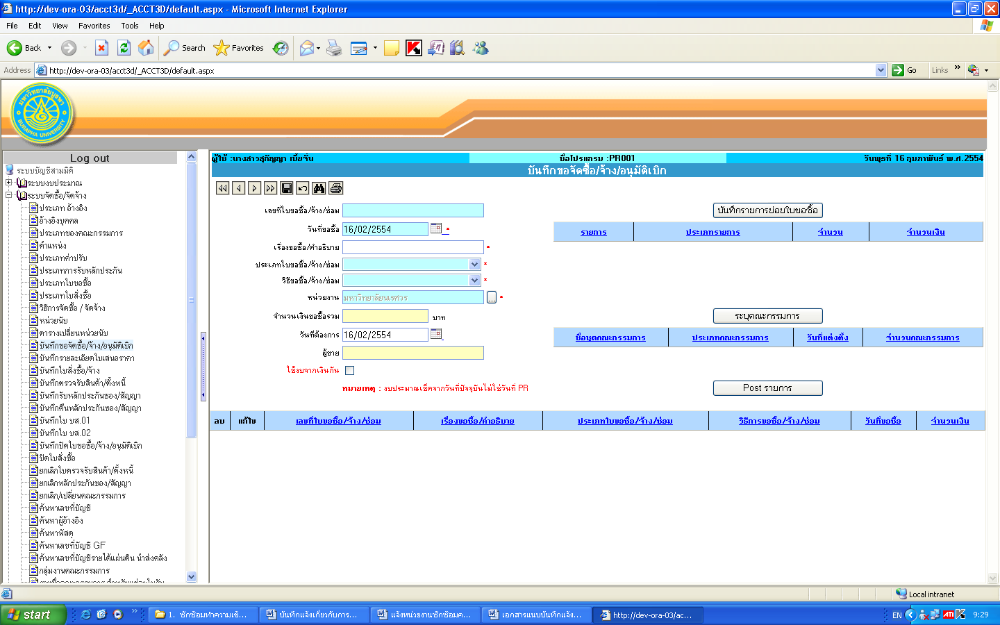 http://dev-ora-03/acct3d/_ACCT3D/default.aspx - Microsoft Internet Explorer
File Edit View Favorites Tools Help
Back Search Favorites
Address http://dev-ora-03/acct3d/_ACCT3D/default.aspx Go Links
มหาวิทยาลัยบูรพา
BURAPHA UNIVERSITY
Log out
ระบบบัญชีสามมิติ
ระบบงบประมาณ
ระบบจัดซื้อ/จัดจ้าง
ประเภท อ้างอิง
อ้างอิงบุคคล
ประเภทของคณะกรรมการ
ตำแหน่ง
ประเภทค่าปรับ
ประเภทการรับหลักประกัน
ประเภทใบขอซื้อ
ประเภทใบสั่งซื้อ
วิธีการจัดซื้อ / จัดจ้าง
หน่วยนับ
ตารางเปลี่ยนหน่วยนับ
บันทึกขอจัดซื้อ/จ้าง/อนุมัติเบิก
บันทึกรายละเอียดใบเสนอราคา
บันทึกใบสั่งซื้อ/จ้าง
บันทึกตรวจรับสินค้า/ตั้งหนี้
บันทึกรับหลักประกันซอง/สัญญา
บันทึกคืนหลักประกันซอง/สัญญา
บันทึกใบ บส.01
บันทึกใบ บส.02
บันทึกปิดใบขอซื้อ/จ้าง/อนุมัติเบิก
ปิดใบสั่งซื้อ
ยกเลิกใบตรวจรับสินค้า/ตั้งหนี้
ยกเลิกหลักประกันซอง/สัญญา
ยกเลิก/เปลี่ยนคณะกรรมการ
ค้นหาเลขที่บัญชี
ค้นหาผู้อ้างอิง
ค้นหาพัสดุ
ค้นหาเลขที่บัญชี GF
ค้นหาเลขที่บัญชีรายได้แผ่นดิน นำส่งคลัง
กลุ่มงานคณะกรรมการ
ผู้ใช้ :นางสาวสุกัญญา เบี้ยจั่น ชื่อโปรแกรม :PR001 วันพุธที่ 16 กุมภาพันธ์ พ.ศ.2554
บันทึกขอจัดซื้อ/จ้าง/อนุมัติเบิก
เลขที่ใบขอซื้อ/จ้าง/ซ่อม
วันที่ขอซื้อ 16/02/2554 *
เรื่องขอซื้อ/คำอธิบาย *
ประเภทใบขอซื้อ/จ้าง/ซ่อม *
วิธีขอซื้อ/จ้าง/ซ่อม *
หน่วยงาน มหาวิทยาลัยนเรศวร ... *
จำนวนเงินขอซื้อรวม บาท
วันที่ต้องการ 16/02/2554
ผู้ขาย
ใช้งบจากเงินกัน
หมายเหตุ : งบประมาณเช็คจากวันที่ปัจจุบันไม่ใช่วันที่ PR
บันทึกรายการย่อยใบขอซื้อ
รายการ ประเภทรายการ จำนวน จำนวนเงิน
ระบุคณะกรรมการ
ชื่อชุดคณะกรรมการ ประเภทคณะกรรมการ วันที่แต่งตั้ง จำนวนคณะกรรมการ
Post รายการ
ลบ แก้ไข เลขที่ใบขอซื้อ/จ้าง/ซ่อม เรื่องขอซื้อ/คำอธิบาย ประเภทใบขอซื้อ/จ้าง/ซ่อม วิธีการขอซื้อ/จ้าง/ซ่อม วันที่ขอซื้อ จำนวนเงิน
Local intranet
start 1. ซักซ้อมทำความเข้... บันทึกแจ้งเกี่ยวกับการ... แจ้งหน่วยงานซักซ้อมค... เอกสารแนบบันทึกแจ้ง... http://dev-ora-03/ac... EN ATI 9:29